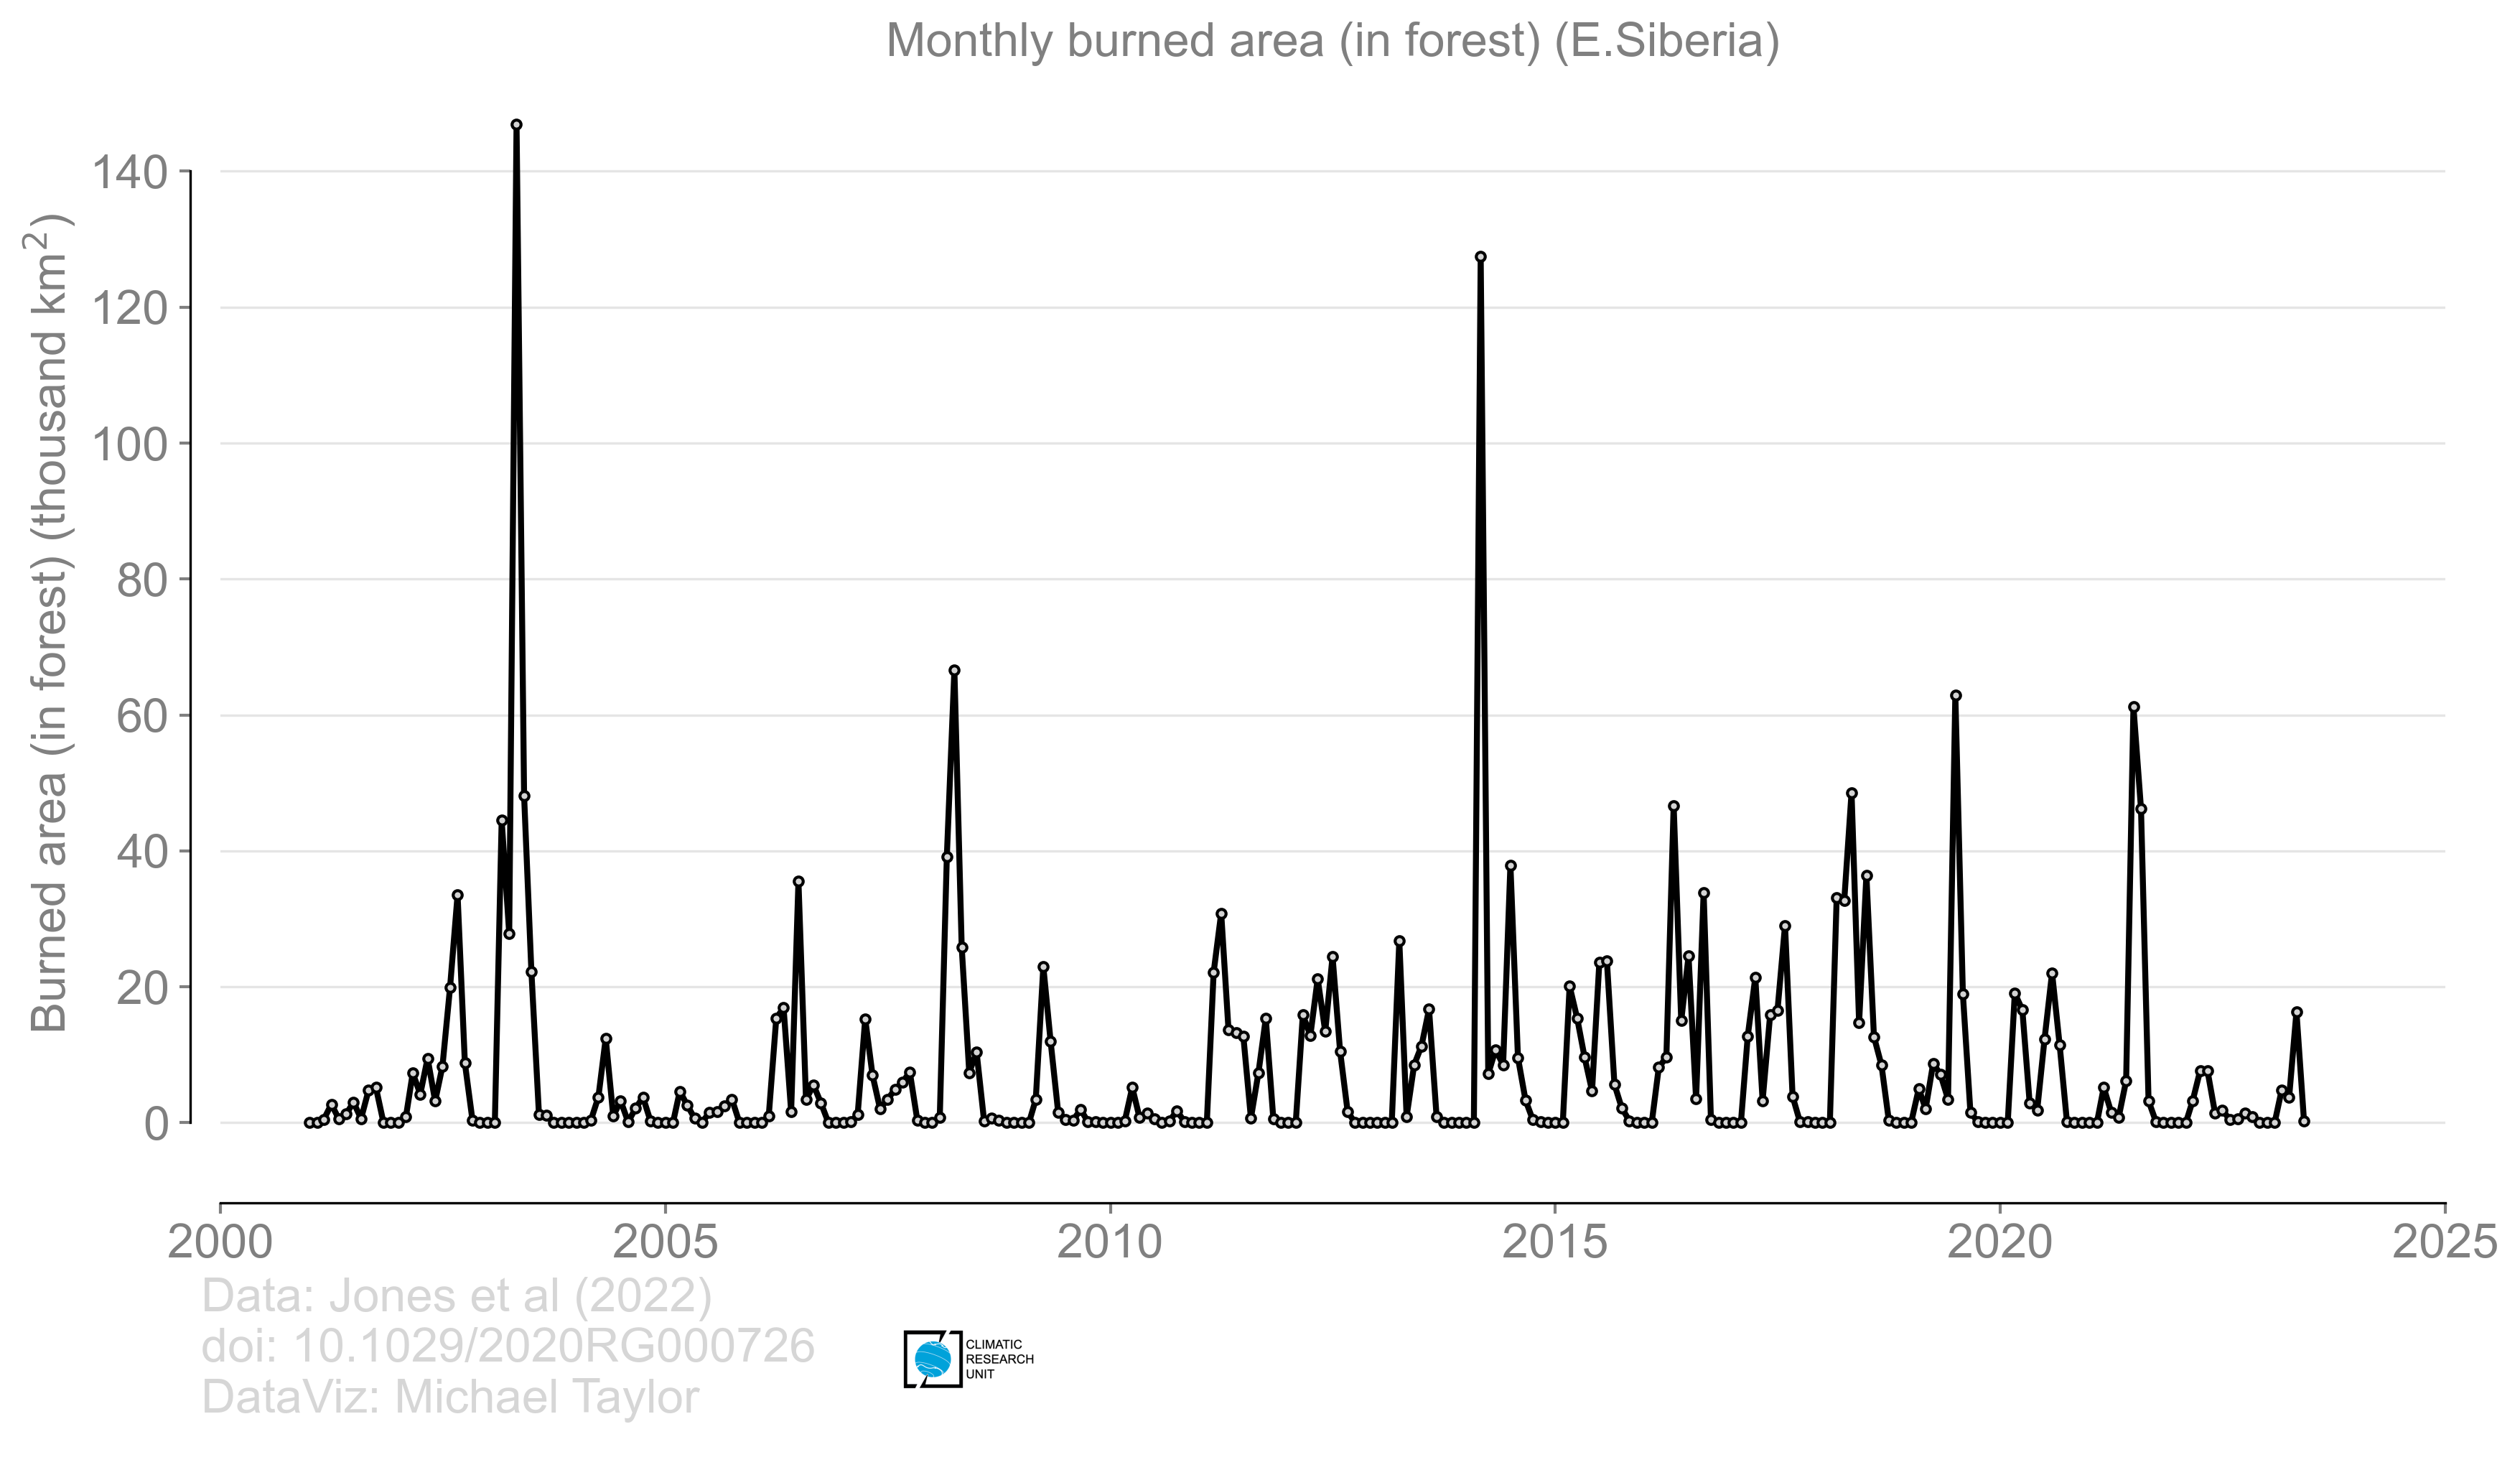 Monthly burned area (in forest) (E.Siberia)
Burned area (in forest) (thousand km²)
140
120
100
80
60
40
20
0
2000 2005 2010 2015 2020 2025
Data: Jones et al (2022)
doi: 10.1029/2020RG000726
DataViz: Michael Taylor
CLIMATIC
RESEARCH
UNIT